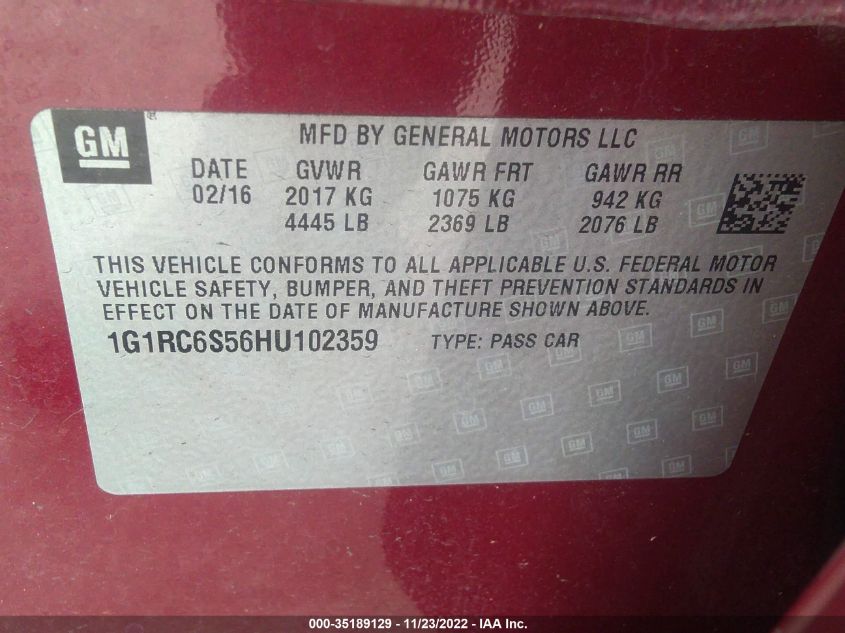 GM
MFD BY GENERAL MOTORS LLC
DATE GVWR GAWR FRT GAWR RR
02/16 2017 KG 1075 KG 942 KG
4445 LB 2369 LB 2076 LB
THIS VEHICLE CONFORMS TO ALL APPLICABLE U.S. FEDERAL MOTOR
VEHICLE SAFETY, BUMPER, AND THEFT PREVENTION STANDARDS IN
EFFECT ON THE DATE OF MANUFACTURE SHOWN ABOVE.
1G1RC6S56HU102359 TYPE: PASS CAR
000-35189129 - 11/23/2022 - IAA Inc.